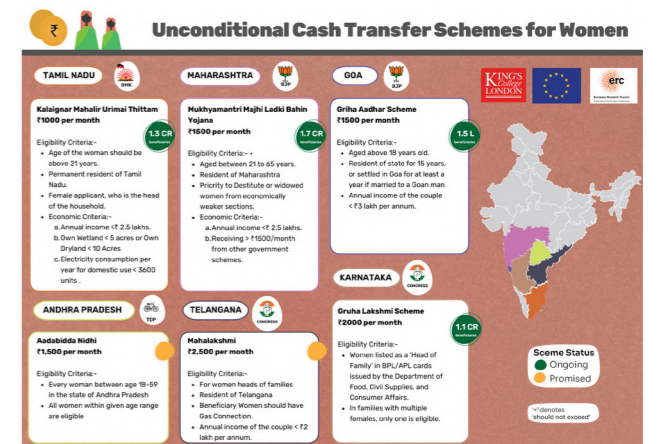 ₹
Unconditional Cash Transfer Schemes for Women
TAMIL NADU
DMK
Kalaignar Mahalir Urimai Thittam
₹1000 per month
1.3 CR
beneficiaries
Eligibility Criteria:-
• Age of the woman should be
above 21 years.
• Permanent resident of Tamil
Nadu.
• Female applicant, who is the head
of the household.
• Economic Criteria:-
a.Annual income <₹ 2.5 lakhs.
b.Own Wetland < 5 acres or Own
Dryland < 10 Acres
c.Electricity consumption per
year for domestic use < 3600
units .
MAHARASHTRA
BJP
Mukhyamantri Majhi Ladki Bahin
Yojana
₹1500 per month
1.7 CR
beneficiaries
Eligibility Criteria:- •
• Aged between 21 to 65 years.
• Resident of Maharashtra
• Priority to Destitute or widowed
women from economically
weaker sections.
• Economic Criteria:-
a.Annual income <₹ 2.5 lakhs.
b.Receiving > ₹1500/month
from other government
schemes.
GOA
BJP
Griha Aadhar Scheme
₹1500 per month
1.5 L
beneficiaries
Eligibility Criteria:-
• Aged above 18 years old.
• Resident of state for 15 years,
or settled in Goa for at least a
year if married to a Goan man
• Annual income of the couple
< ₹3 lakh per annum.
KING'S
College
LONDON
erc
European Research Council
ANDHRA PRADESH
TDP
Aadabidda Nidhi
₹1,500 per month
Eligibility Criteria:-
• Every woman between age 18-59
in the state of Andhra Pradesh
• All women within given age range
are eligible
TELANGANA
CONGRESS
Mahalakshmi
₹2,500 per month
Eligibility Criteria:-
• For women heads of families
• Resident of Telangana
• Beneficiary Women should have
Gas Connection.
• Annual income of the couple < ₹2
lakh per annum.
KARNATAKA
CONGRESS
Gruha Lakshmi Scheme
₹2000 per month
1.1 CR
beneficiaries
Eligibility Criteria:-
• Women listed as a 'Head of
Family' in BPL/APL cards
issued by the Department of
Food, Civil Supplies, and
Consumer Affairs.
• In families with multiple
females, only one is eligible.
Sceme Status
Ongoing
Promised
'<' denotes
'should not exceed'